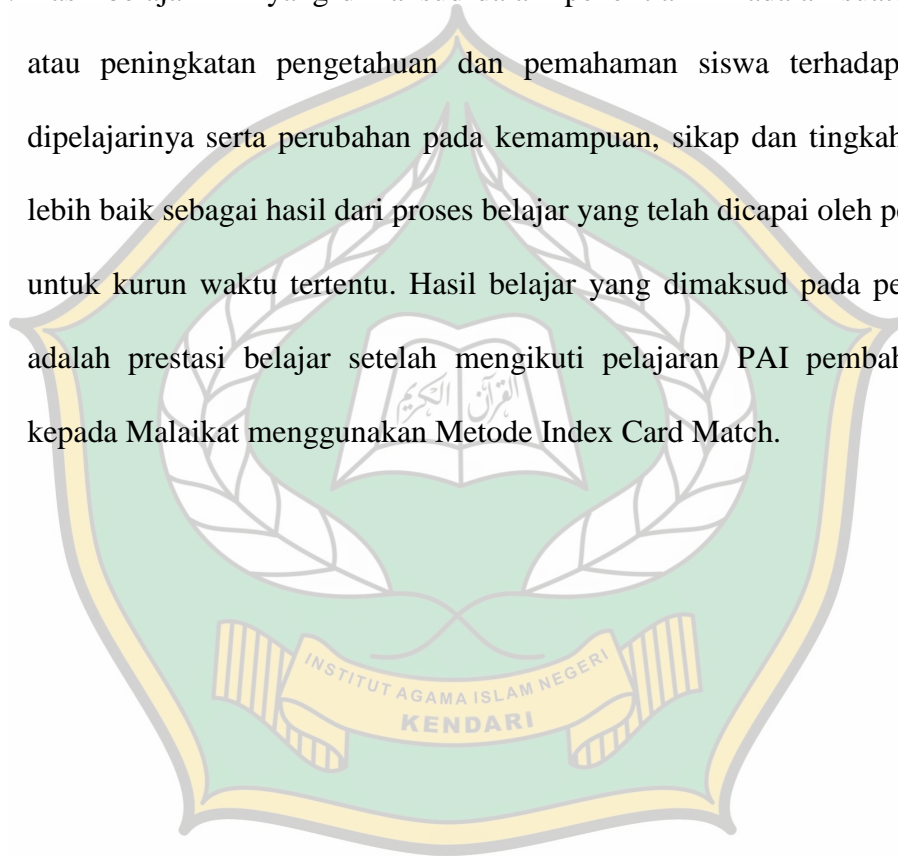 atau peningkatan pengetahuan dan pemahaman siswa terhadap
dipelajarinya serta perubahan pada kemampuan, sikap dan tingkah
lebih baik sebagai hasil dari proses belajar yang telah dicapai oleh
untuk kurun waktu tertentu. Hasil belajar yang dimaksud pada
adalah prestasi belajar setelah mengikuti pelajaran PAI
kepada Malaikat menggunakan Metode Index Card Match.
القرآن الكريم
INSTITUT AGAMA ISLAM NEGERI
KENDARI